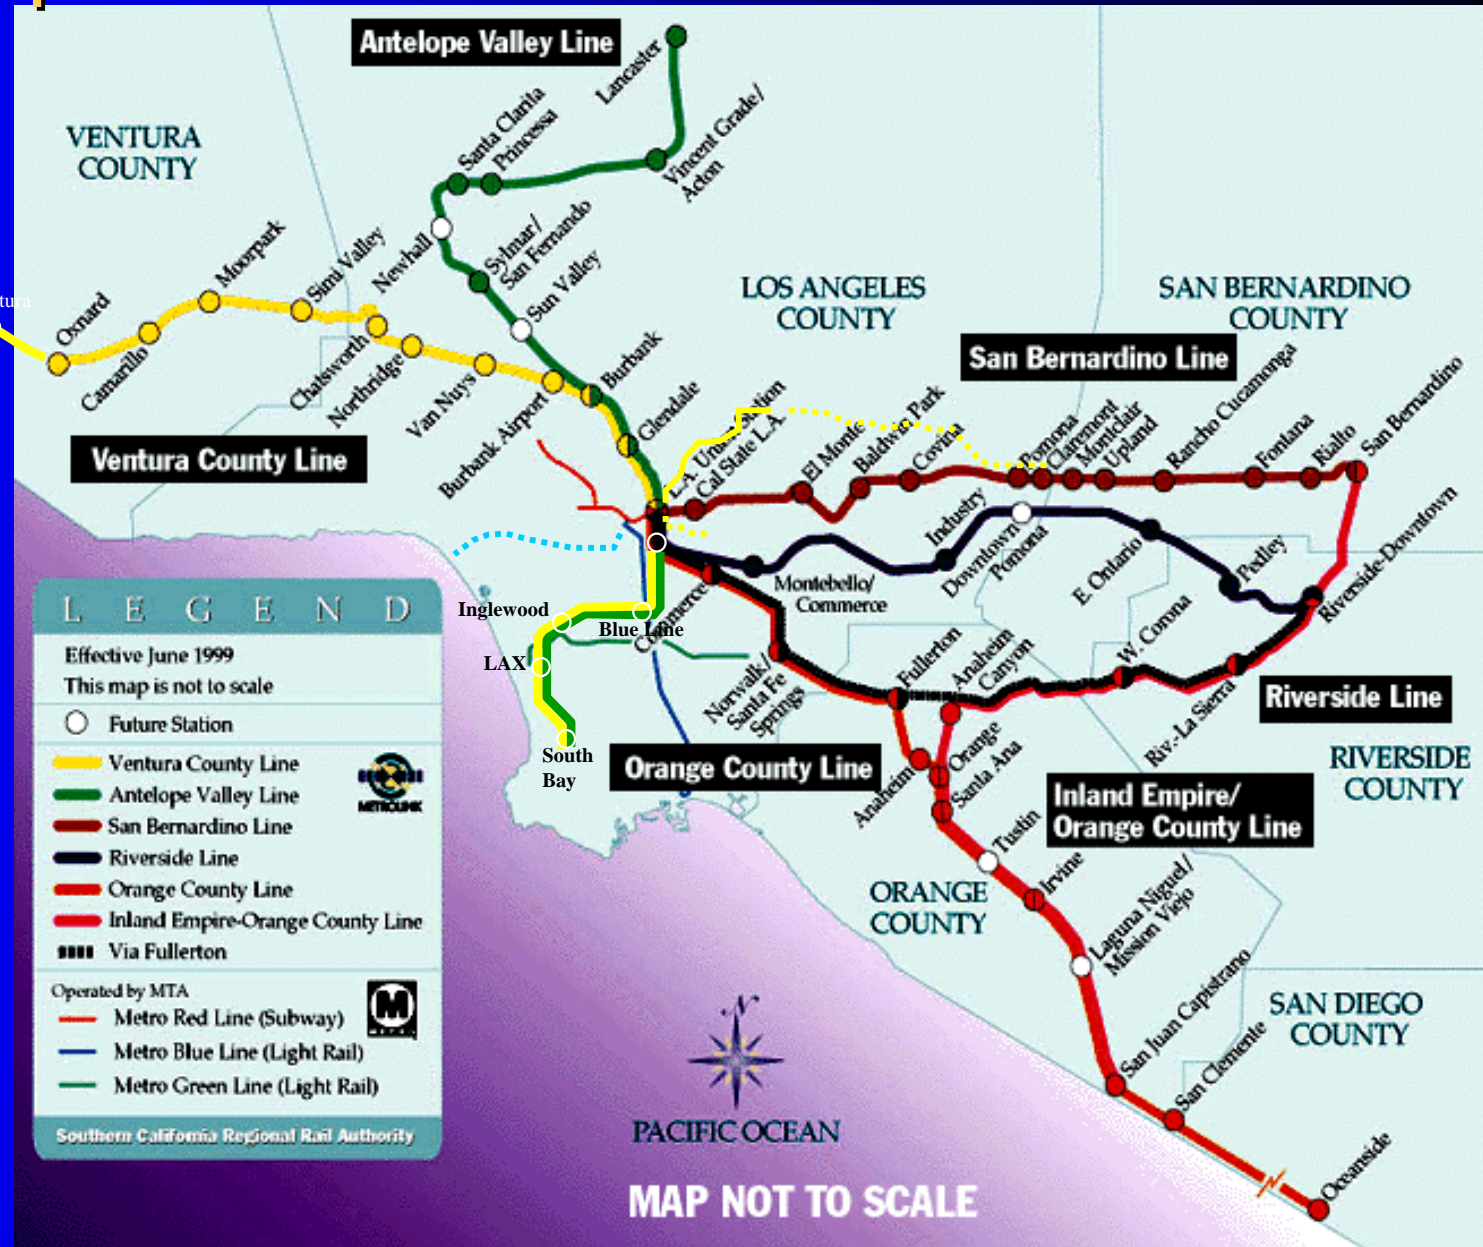 Antelope Valley Line
Lancaster
VENTURA
COUNTY
Santa Clarita
Princessa
Vincent Grade/
Acton
Newhall
Sylmar/
San Fernando
Sun Valley
Moorpark
Simi Valley
tura
Oxnard
Camarillo
Chatsworth
Northridge
Van Nuys
Burbank Airport
Burbank
Glendale
LOS ANGELES
COUNTY
SAN BERNARDINO
COUNTY
San Bernardino Line
Ventura County Line
L.A. Union Station
Cal State L.A.
El Monte
Baldwin Park
Covina
Pomona
Claremont
Montclair
Upland
Rancho Cucamonga
Fontana
Rialto
San Bernardino
Industry
Downtown
Pomona
E. Ontario
Pedley
Riverside-Downtown
Montebello/
Commerce
Commerce
Inglewood
Blue Line
LAX
South
Bay
Norwalk/
Santa Fe
Springs
Fullerton
Anaheim
Canyon
W. Corona
Riv.-La Sierra
Riverside Line
RIVERSIDE
COUNTY
Orange County Line
Anaheim
Orange
Santa Ana
Tustin
Inland Empire/
Orange County Line
Irvine
Laguna Niguel/
Mission Viejo
ORANGE
COUNTY
San Juan Capistrano
San Clemente
SAN DIEGO
COUNTY
Oceanside
LEGEND
Effective June 1999
This map is not to scale
Future Station
Ventura County Line
METROLINK
Antelope Valley Line
San Bernardino Line
Riverside Line
Orange County Line
Inland Empire-Orange County Line
Via Fullerton
Operated by MTA
M
Metro Red Line (Subway)
Metro Blue Line (Light Rail)
Metro Green Line (Light Rail)
Southern California Regional Rail Authority
N
PACIFIC OCEAN
MAP NOT TO SCALE